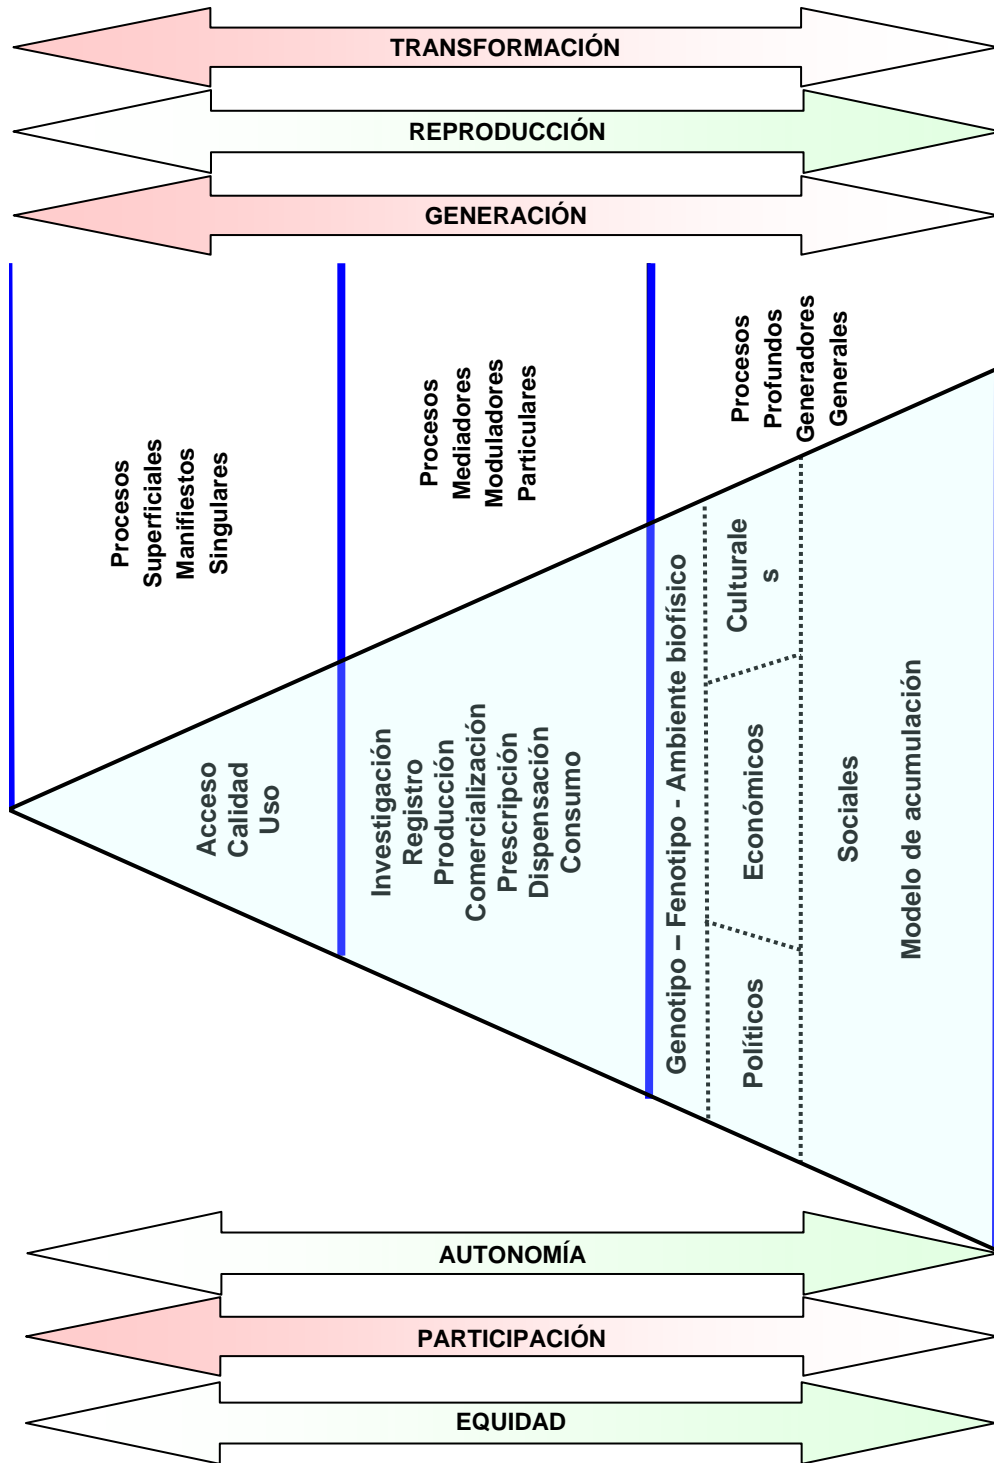 TRANSFORMACIÓN
REPRODUCCIÓN
GENERACIÓN
Procesos
Superficiales
Manifiestos
Singulares
Procesos
Mediadores
Moduladores
Particulares
Procesos
Profundos
Generadores
Generales
Acceso
Calidad
Uso
Investigación
Registro
Producción
Comercialización
Prescripción
Dispensación
Consumo
Genotipo – Fenotipo - Ambiente biofísico
Políticos
Económicos
Culturale
s
Sociales
Modelo de acumulación
AUTONOMÍA
PARTICIPACIÓN
EQUIDAD